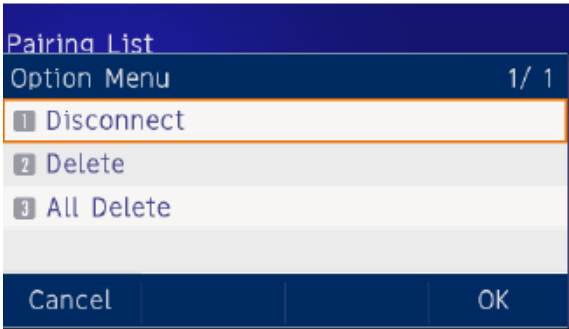 Pairing List
Option Menu 1/ 1
1 Disconnect
2 Delete
3 All Delete
Cancel OK